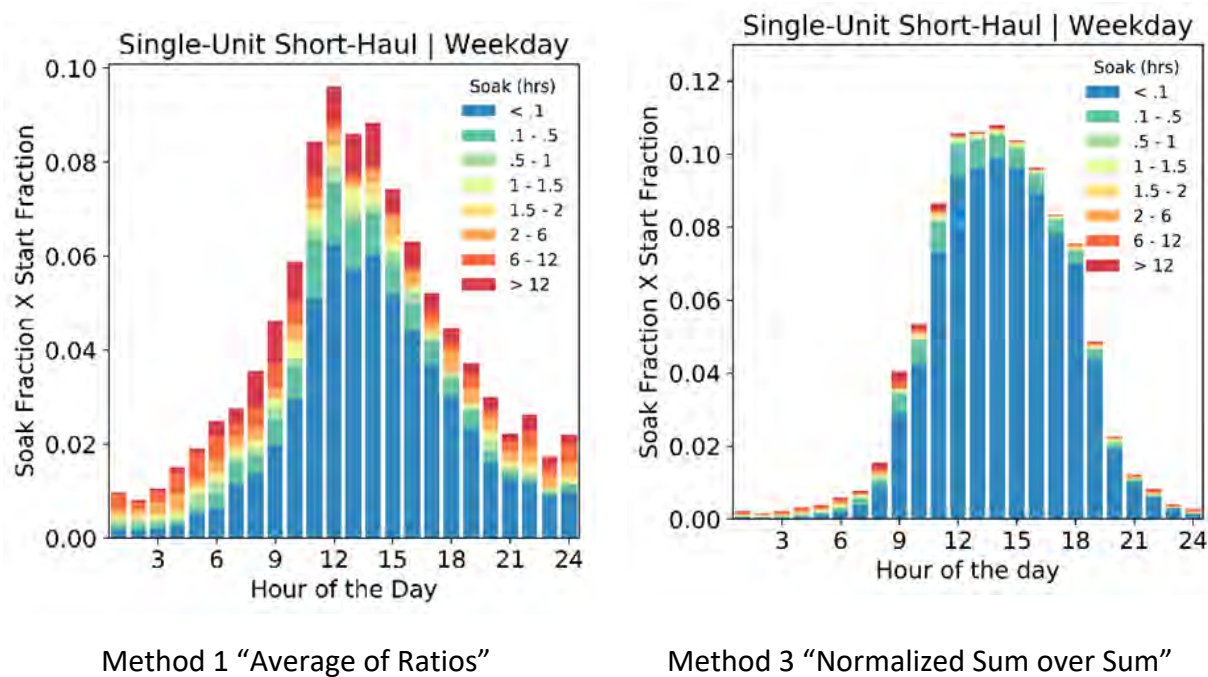 Single-Unit Short-Haul | Weekday
Soak Fraction X Start Fraction
0.10
0.08
0.06
0.04
0.02
0.00
Soak (hrs)
< .1
.1 - .5
.5 - 1
1 - 1.5
1.5 - 2
2 - 6
6 - 12
> 12
3 6 9 12 15 18 21 24
Hour of the Day
Method 1 “Average of Ratios”
Single-Unit Short-Haul | Weekday
Soak Fraction X Start Fraction
0.12
0.10
0.08
0.06
0.04
0.02
0.00
Soak (hrs)
< .1
.1 - .5
.5 - 1
1 - 1.5
1.5 - 2
2 - 6
6 - 12
> 12
3 6 9 12 15 18 21 24
Hour of the day
Method 3 “Normalized Sum over Sum”